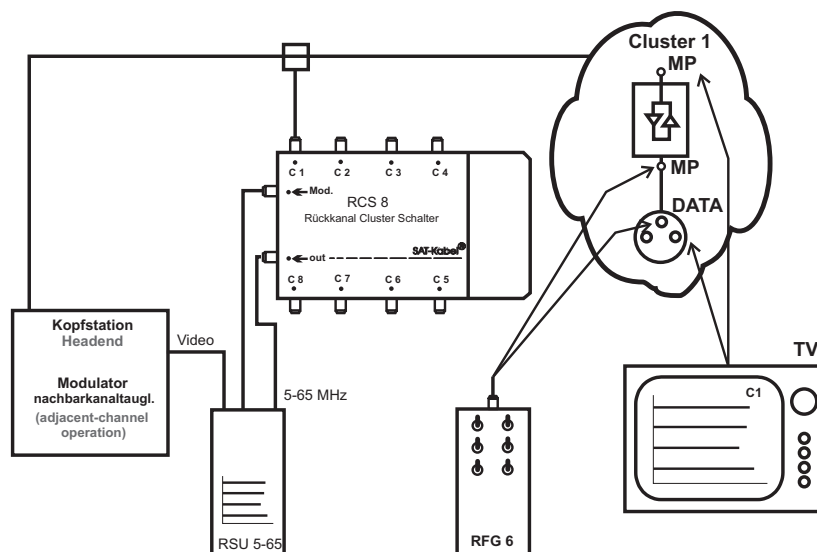 Cluster 1
MP
MP
DATA
C 1
C 2
C 3
C 4
Mod.
RCS 8
Rückkanal Cluster Schalter
SAT-Kabel®
out
C 8
C 7
C 6
C 5
Kopfstation
Headend
Modulator
nachbarkanaltaugl.
(adjacent-channel
operation)
Video
5-65 MHz
RSU 5-65
RFG 6
TV
C1